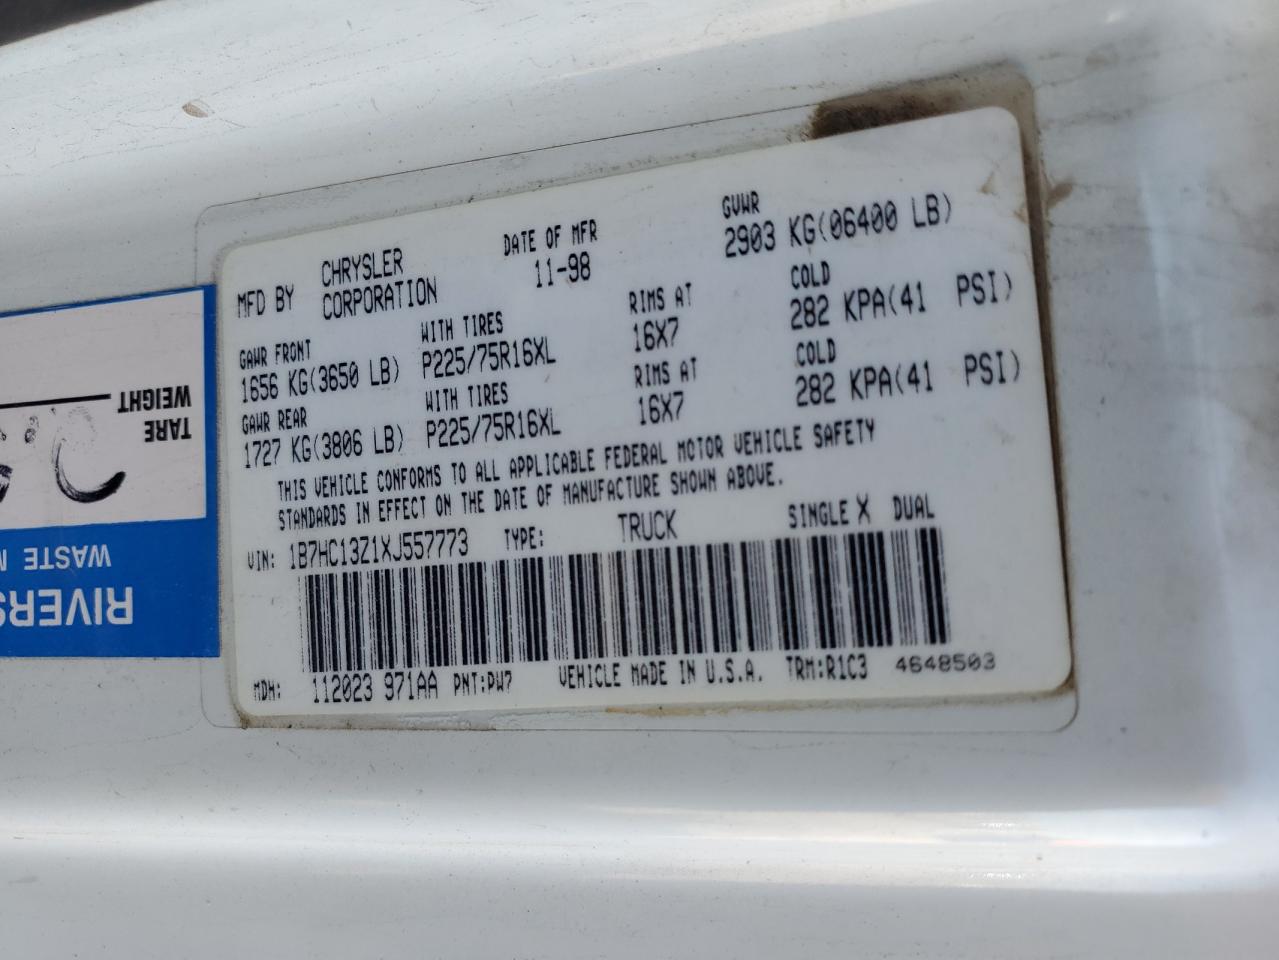 MFD BY CHRYSLER CORPORATION
DATE OF MFR 11-98
GVWR 2903 KG(06400 LB)
GAWR FRONT WITH TIRES RIMS AT COLD
1656 KG(3650 LB) P225/75R16XL 16X7 282 KPA(41 PSI)
GAWR REAR WITH TIRES RIMS AT COLD
1727 KG(3806 LB) P225/75R16XL 16X7 282 KPA(41 PSI)
THIS VEHICLE CONFORMS TO ALL APPLICABLE FEDERAL MOTOR VEHICLE SAFETY
STANDARDS IN EFFECT ON THE DATE OF MANUFACTURE SHOWN ABOVE.
VIN: 1B7HC13Z1XJ557773 TYPE: TRUCK SINGLE X DUAL
MDH: 112023 971AA PNT:PW7 VEHICLE MADE IN U.S.A. TRM:R1C3 4648503
TARE
WEIGHT
RIVERS
WASTE